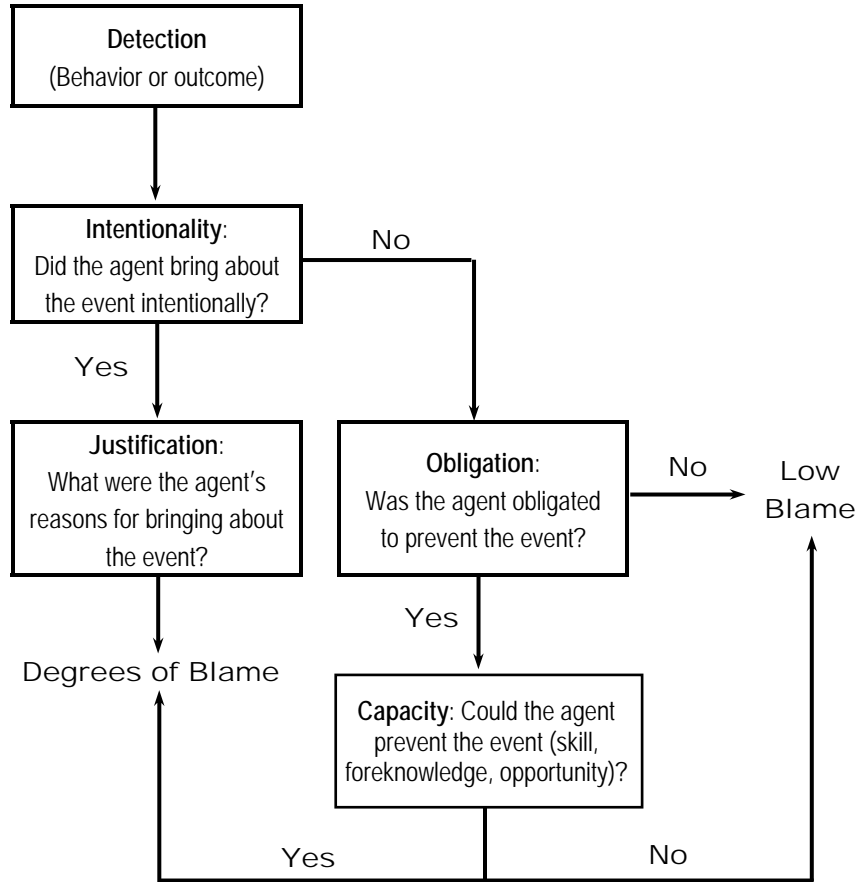 Detection
(Behavior or outcome)
Intentionality:
Did the agent bring about
the event intentionally?
No
Yes
Justification:
What were the agent's
reasons for bringing about
the event?
Obligation:
Was the agent obligated
to prevent the event?
No
Low
Blame
Yes
Degrees of Blame
Capacity: Could the agent
prevent the event (skill,
foreknowledge, opportunity)?
Yes
No